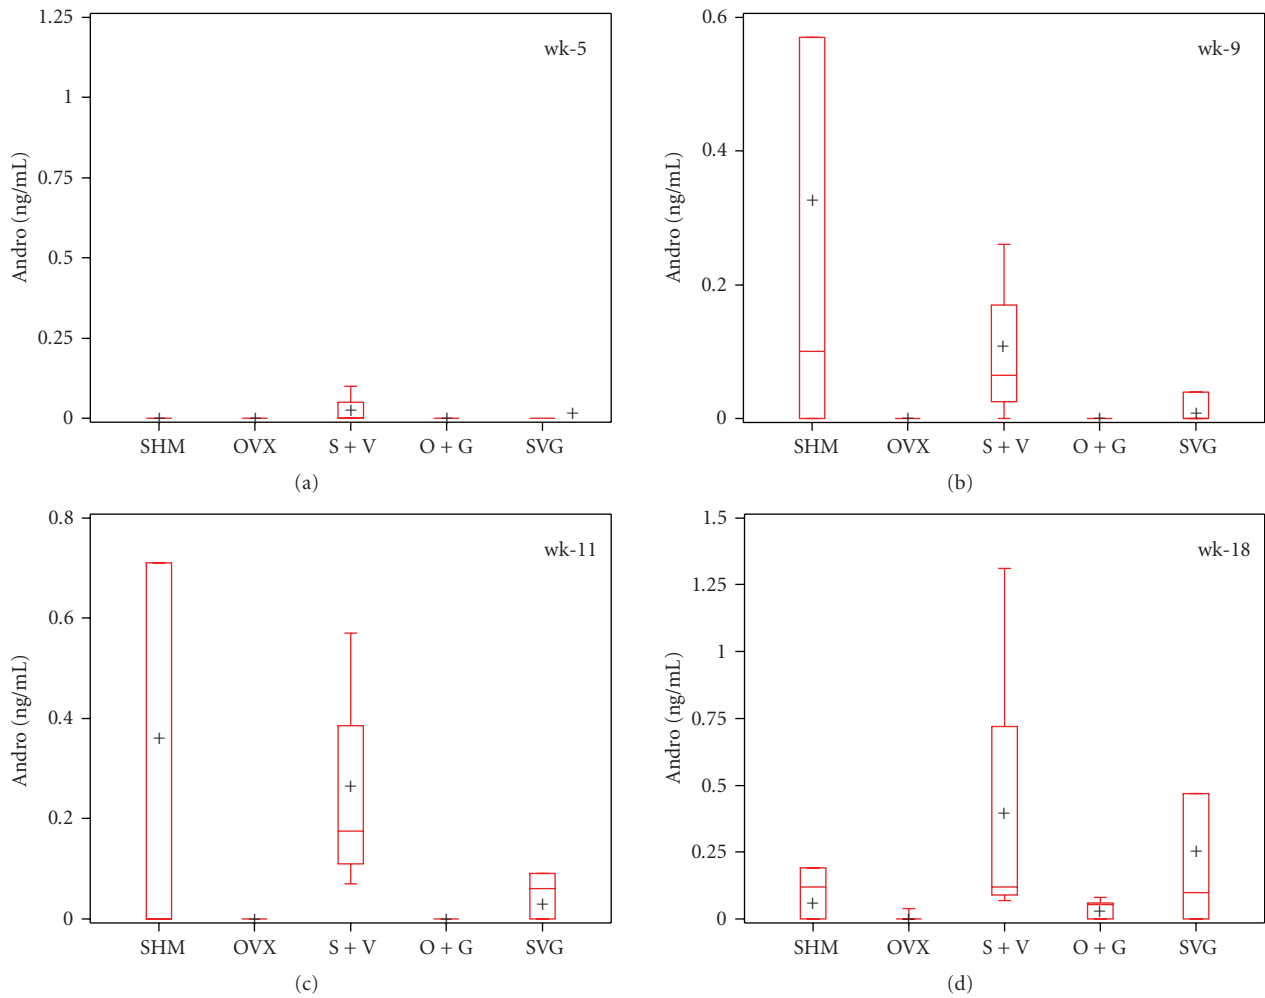 1.25
1
0.75
0.5
0.25
0
Andro (ng/mL)
wk-5
SHM OVX S + V O + G SVG
(a)
0.6
0.4
0.2
0
Andro (ng/mL)
wk-9
SHM OVX S + V O + G SVG
(b)
0.8
0.6
0.4
0.2
0
Andro (ng/mL)
wk-11
SHM OVX S + V O + G SVG
(c)
1.5
1.25
1
0.75
0.5
0.25
0
Andro (ng/mL)
wk-18
SHM OVX S + V O + G SVG
(d)